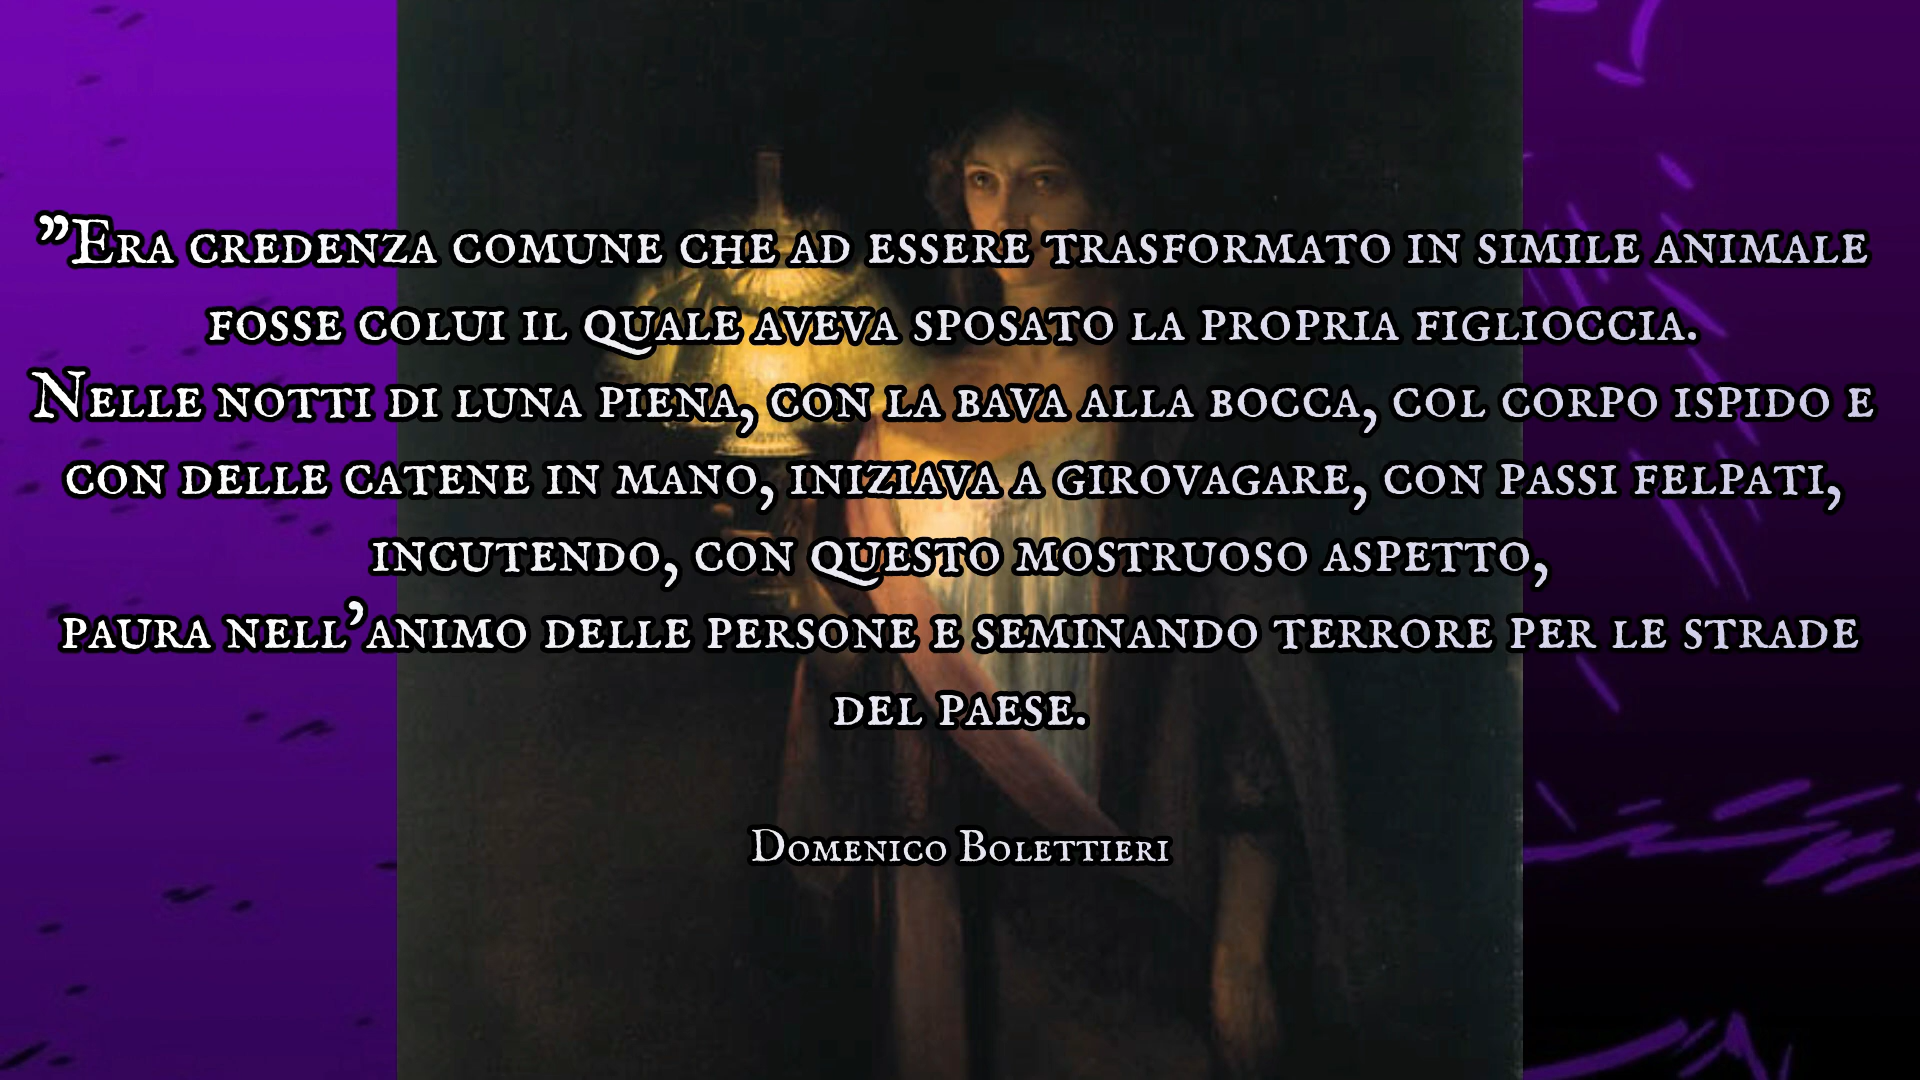 "Era credenza comune che ad essere trasformato in simile animale
fosse colui il quale aveva sposato la propria figlioccia.
Nelle notti di luna piena, con la bava alla bocca, col corpo ispido e
con delle catene in mano, iniziava a girovagare, con passi felpati,
incutendo, con questo mostruoso aspetto,
paura nell'animo delle persone e seminando terrore per le strade
del paese.
Domenico Bolettieri